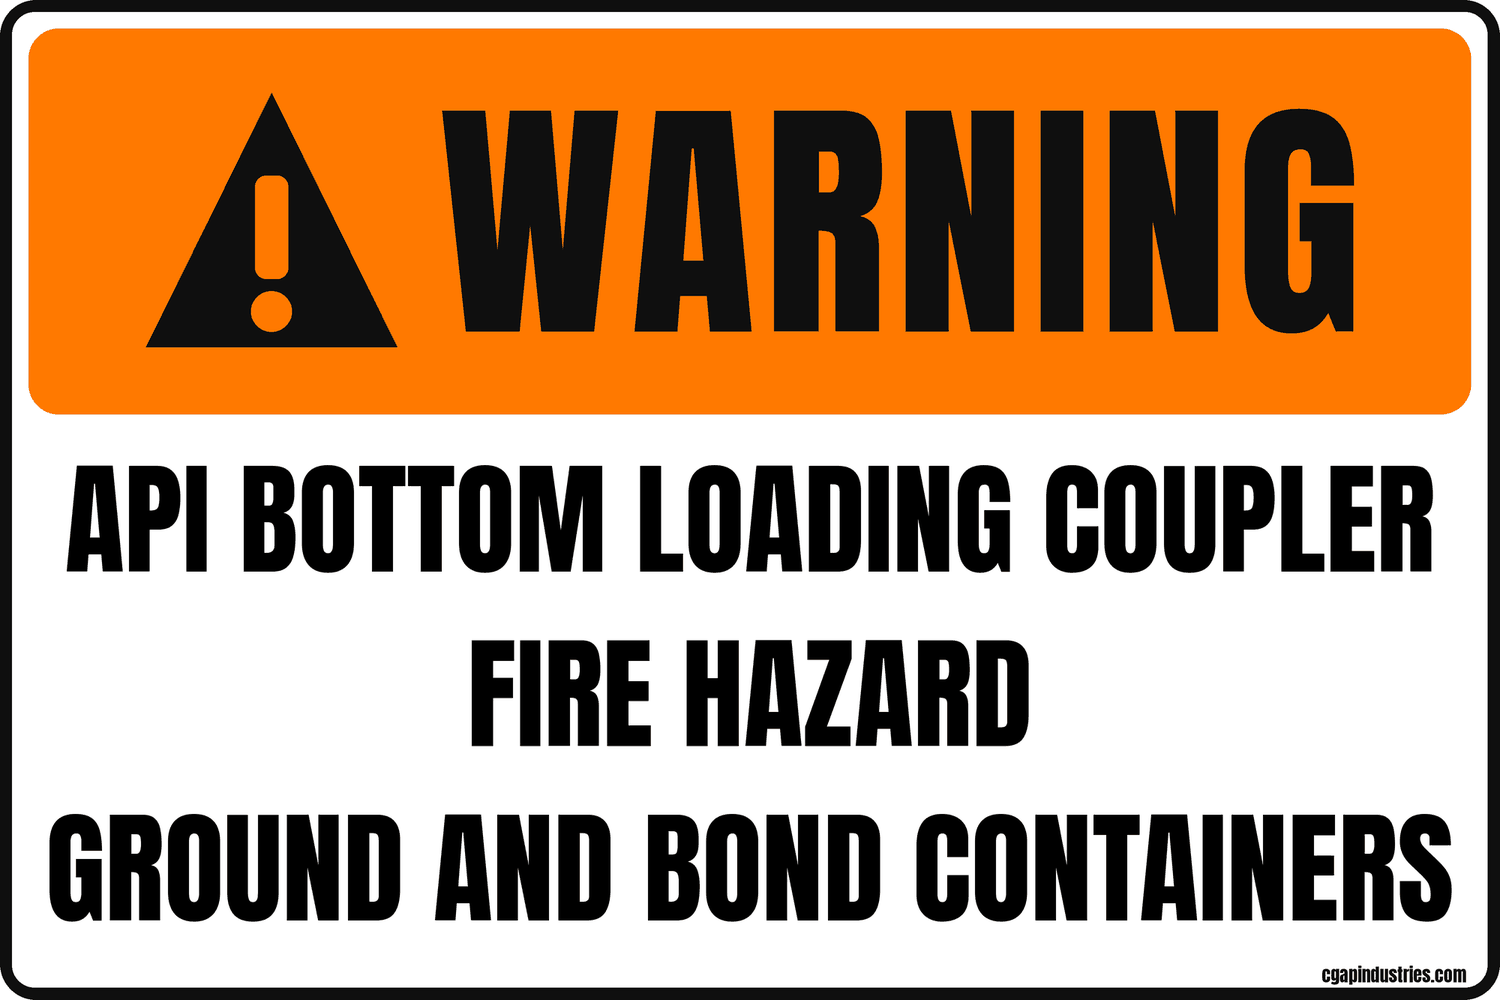 WARNING
API BOTTOM LOADING COUPLER
FIRE HAZARD
GROUND AND BOND CONTAINERS
cgapindustries.com